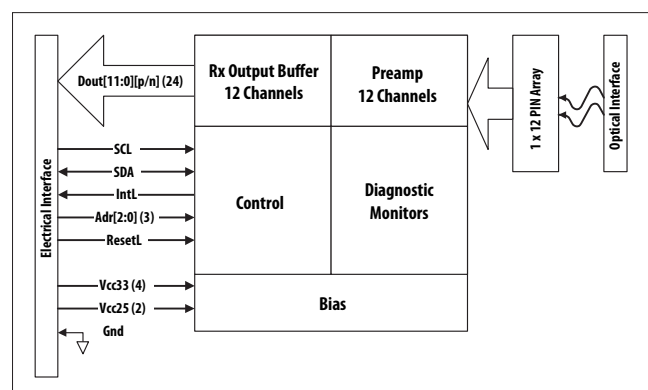 Electrical Interface
Dout[11:0][p/n] (24)
SCL
SDA
IntL
Adr[2:0] (3)
ResetL
Vcc33 (4)
Vcc25 (2)
Gnd
Rx Output Buffer
12 Channels
Preamp
12 Channels
Control
Diagnostic
Monitors
Bias
1 x 12 PIN Array
Optical Interface